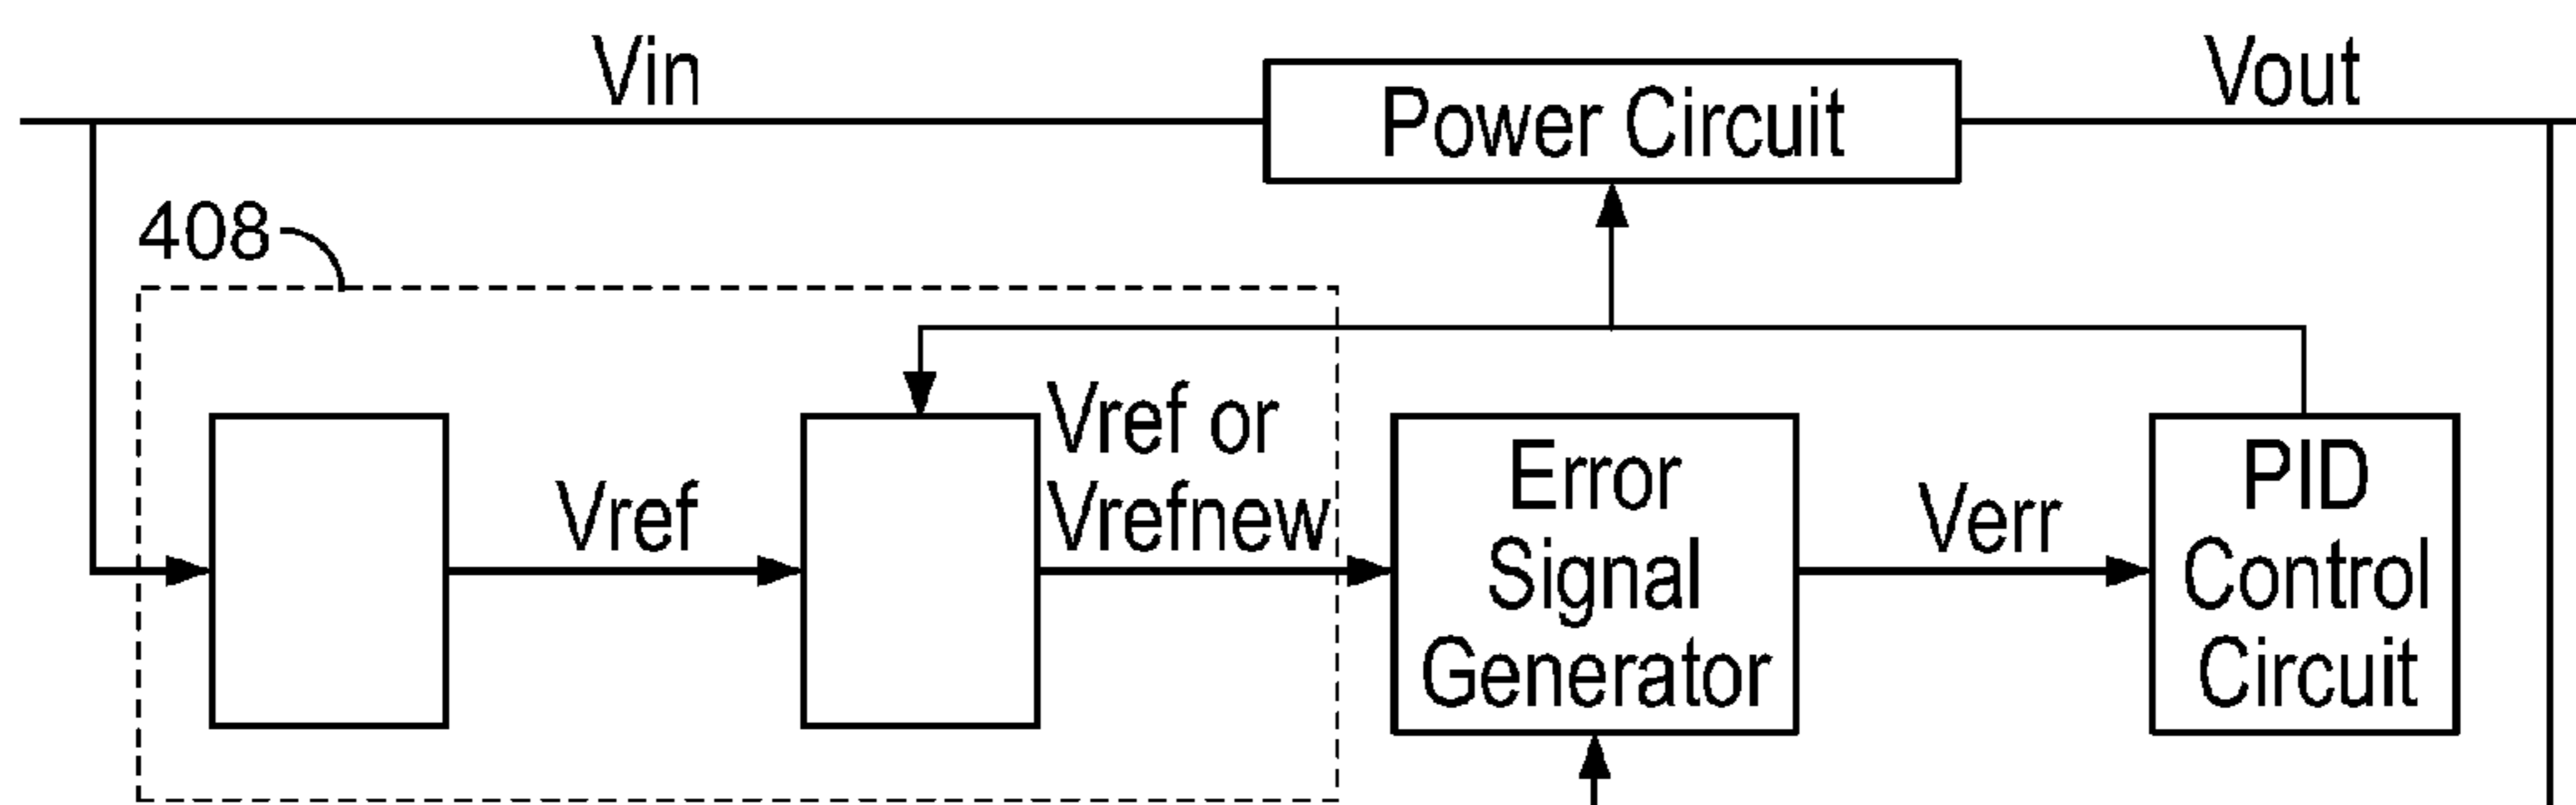 Vin
Power Circuit
Vout
408
Vref
Vref or
Vrefnew
Error
Signal
Generator
Verr
PID
Control
Circuit